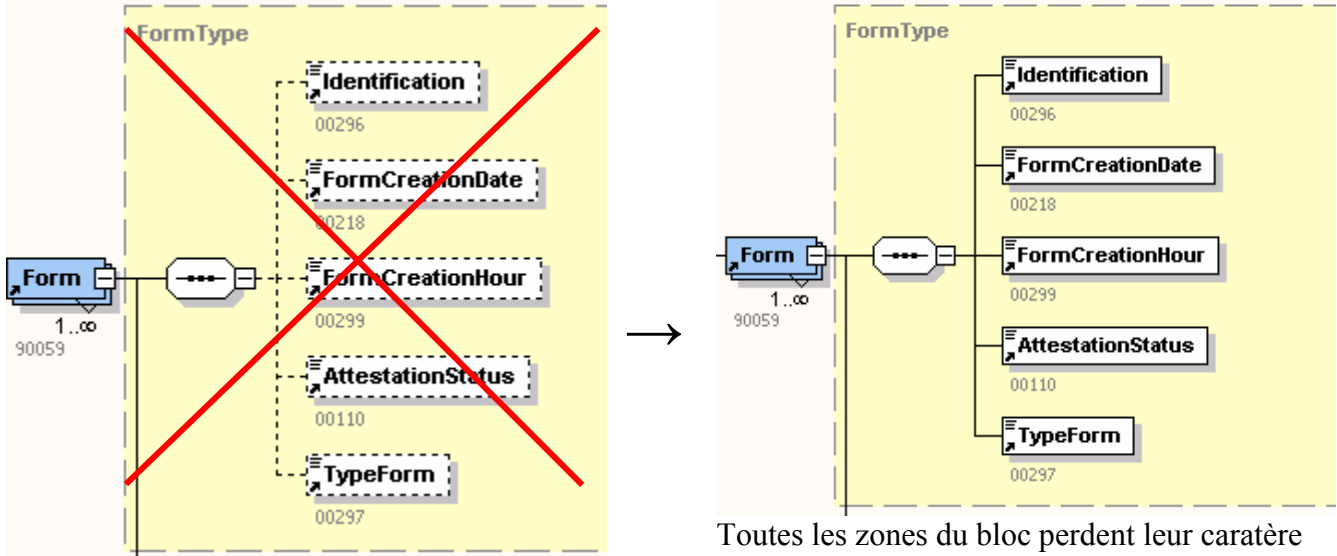 FormType
Identification
00296
FormCreationDate
00218
Form
1..∞
90059
FormCreationHour
00299
AttestationStatus
00110
TypeForm
00297
→
FormType
Identification
00296
FormCreationDate
00218
Form
1..∞
90059
FormCreationHour
00299
AttestationStatus
00110
TypeForm
00297
Toutes les zones du bloc perdent leur caratère